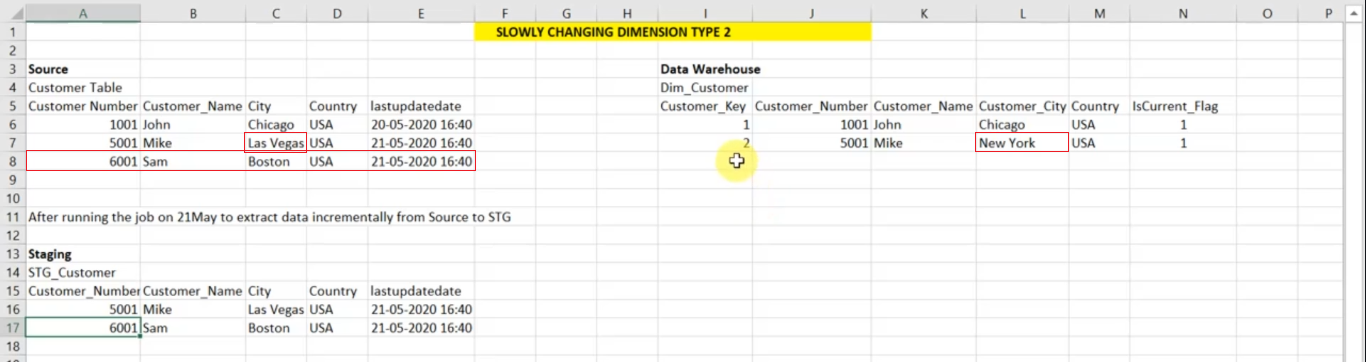 A B C D E F G H I J K L M N O P
1 SLOWLY CHANGING DIMENSION TYPE 2
2
3 Source Data Warehouse
4 Customer Table Dim_Customer
5 Customer Number Customer_Name City Country lastupdatedate Customer_Key Customer_Number Customer_Name Customer_City Country IsCurrent_Flag
6 1001 John Chicago USA 20-05-2020 16:40 1 1001 John Chicago USA 1
7 5001 Mike Las Vegas USA 21-05-2020 16:40 2 5001 Mike New York USA 1
8 6001 Sam Boston USA 21-05-2020 16:40
9
10
11 After running the job on 21May to extract data incrementally from Source to STG
12
13 Staging
14 STG_Customer
15 Customer_Number Customer_Name City Country lastupdatedate
16 5001 Mike Las Vegas USA 21-05-2020 16:40
17 6001 Sam Boston USA 21-05-2020 16:40
18